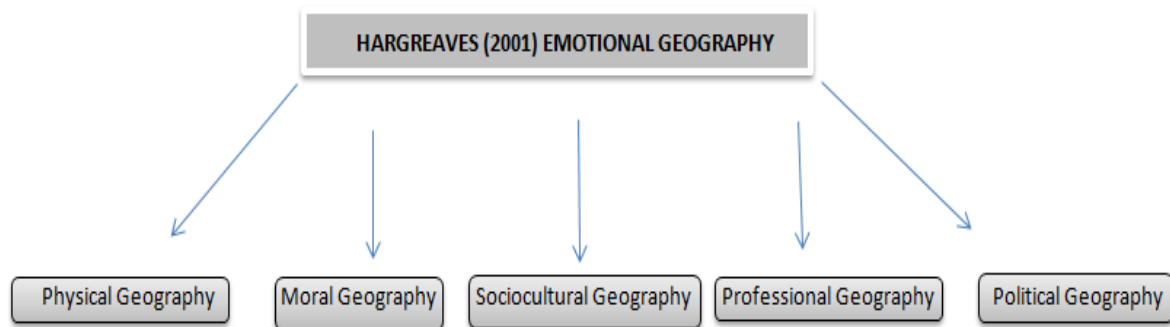 HARGREAVES (2001) EMOTIONAL GEOGRAPHY
Physical Geography
Moral Geography
Sociocultural Geography
Professional Geography
Political Geography